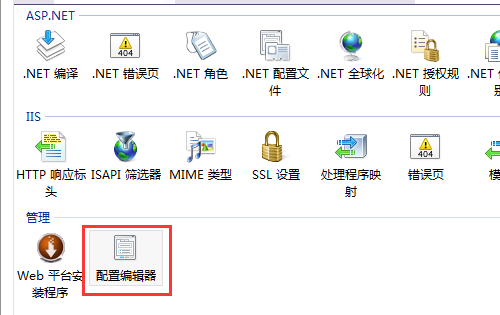 ASP.NET
.NET 编译 .NET 错误页 .NET 角色 .NET 配置文 .NET 全球化 .NET 授权规
件 则
IIS
404 404
HTTP 响应标 ISAPI 筛选器 MIME 类型 SSL 设置 处理程序映 错误页
头 射
管理
Web 平台安 配置编辑器
装程序